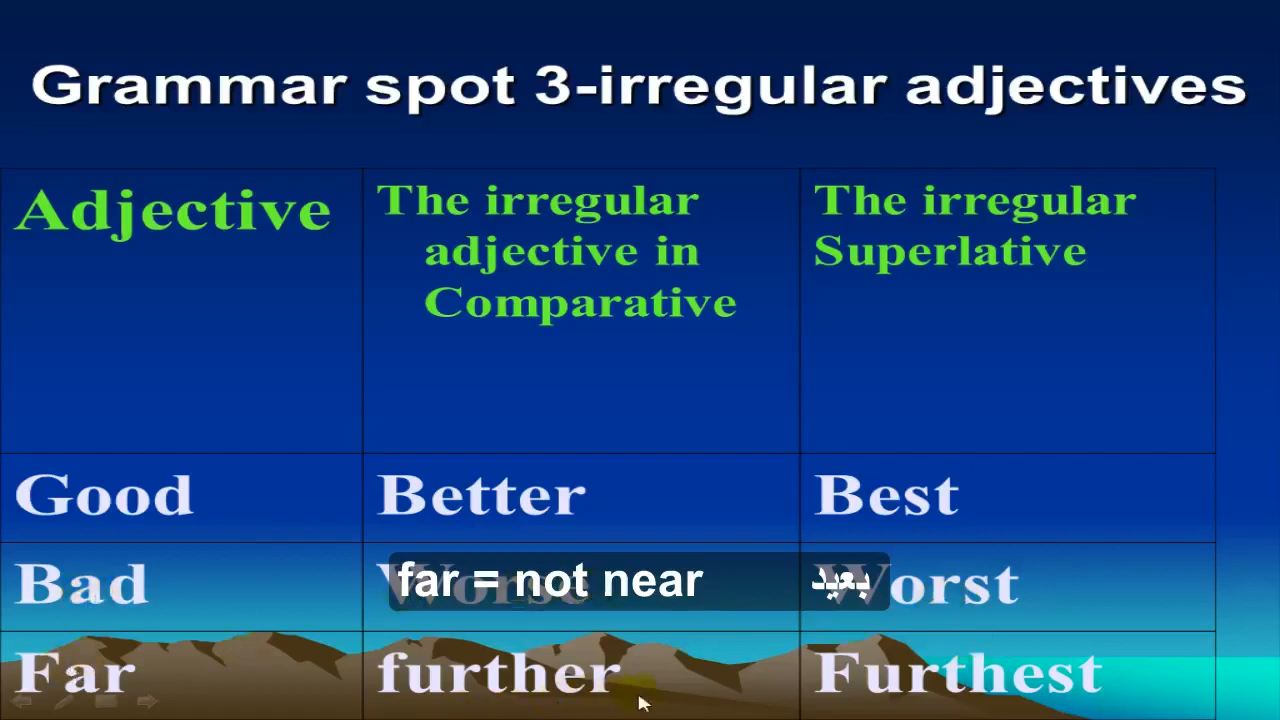 Grammar spot 3-irregular adjectives
Adjective
The irregular
adjective in
Comparative
The irregular
Superlative
Good Better Best
Bad Worse Worst
far = not near بعيد
Far further Furthest